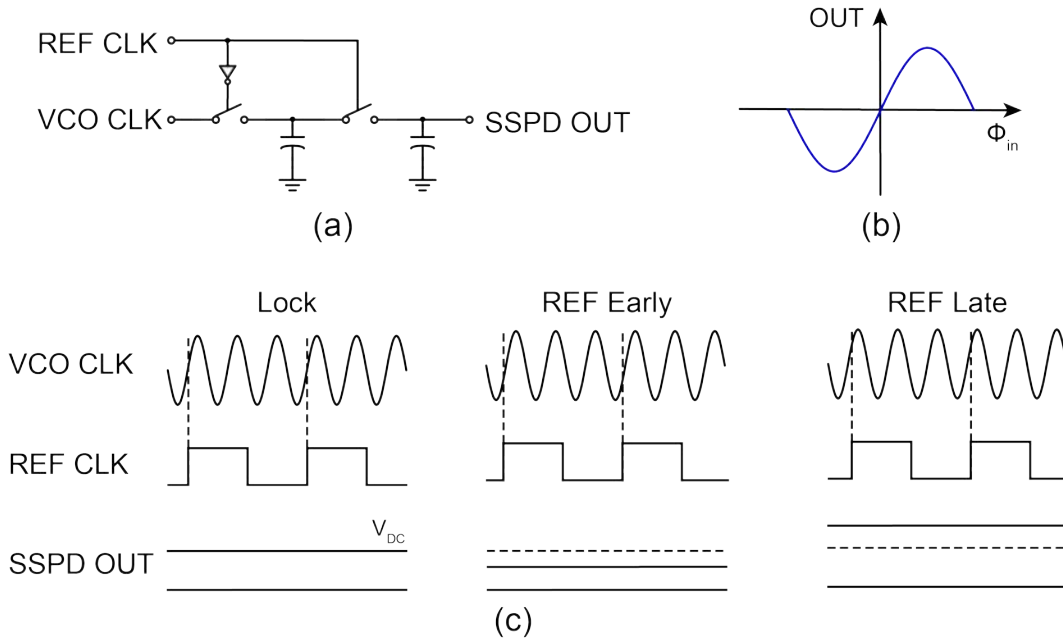 REF CLK
VCO CLK
SSPD OUT
(a)
OUT
Φin
(b)
Lock
REF Early
REF Late
VCO CLK
REF CLK
VDC
SSPD OUT
(c)